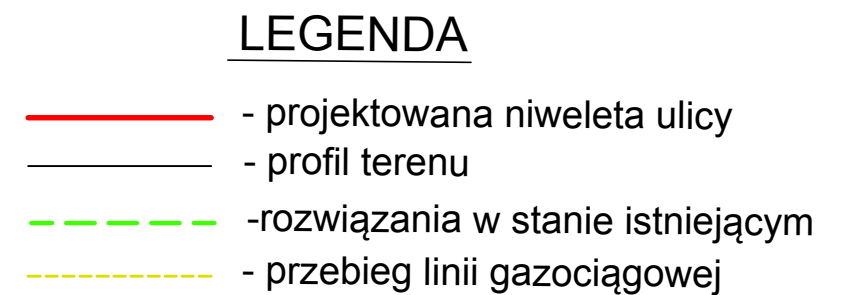 LEGENDA
- projektowana niweleta ulicy
- profil terenu
-rozwiązania w stanie istniejącym
- przebieg linii gazociągowej